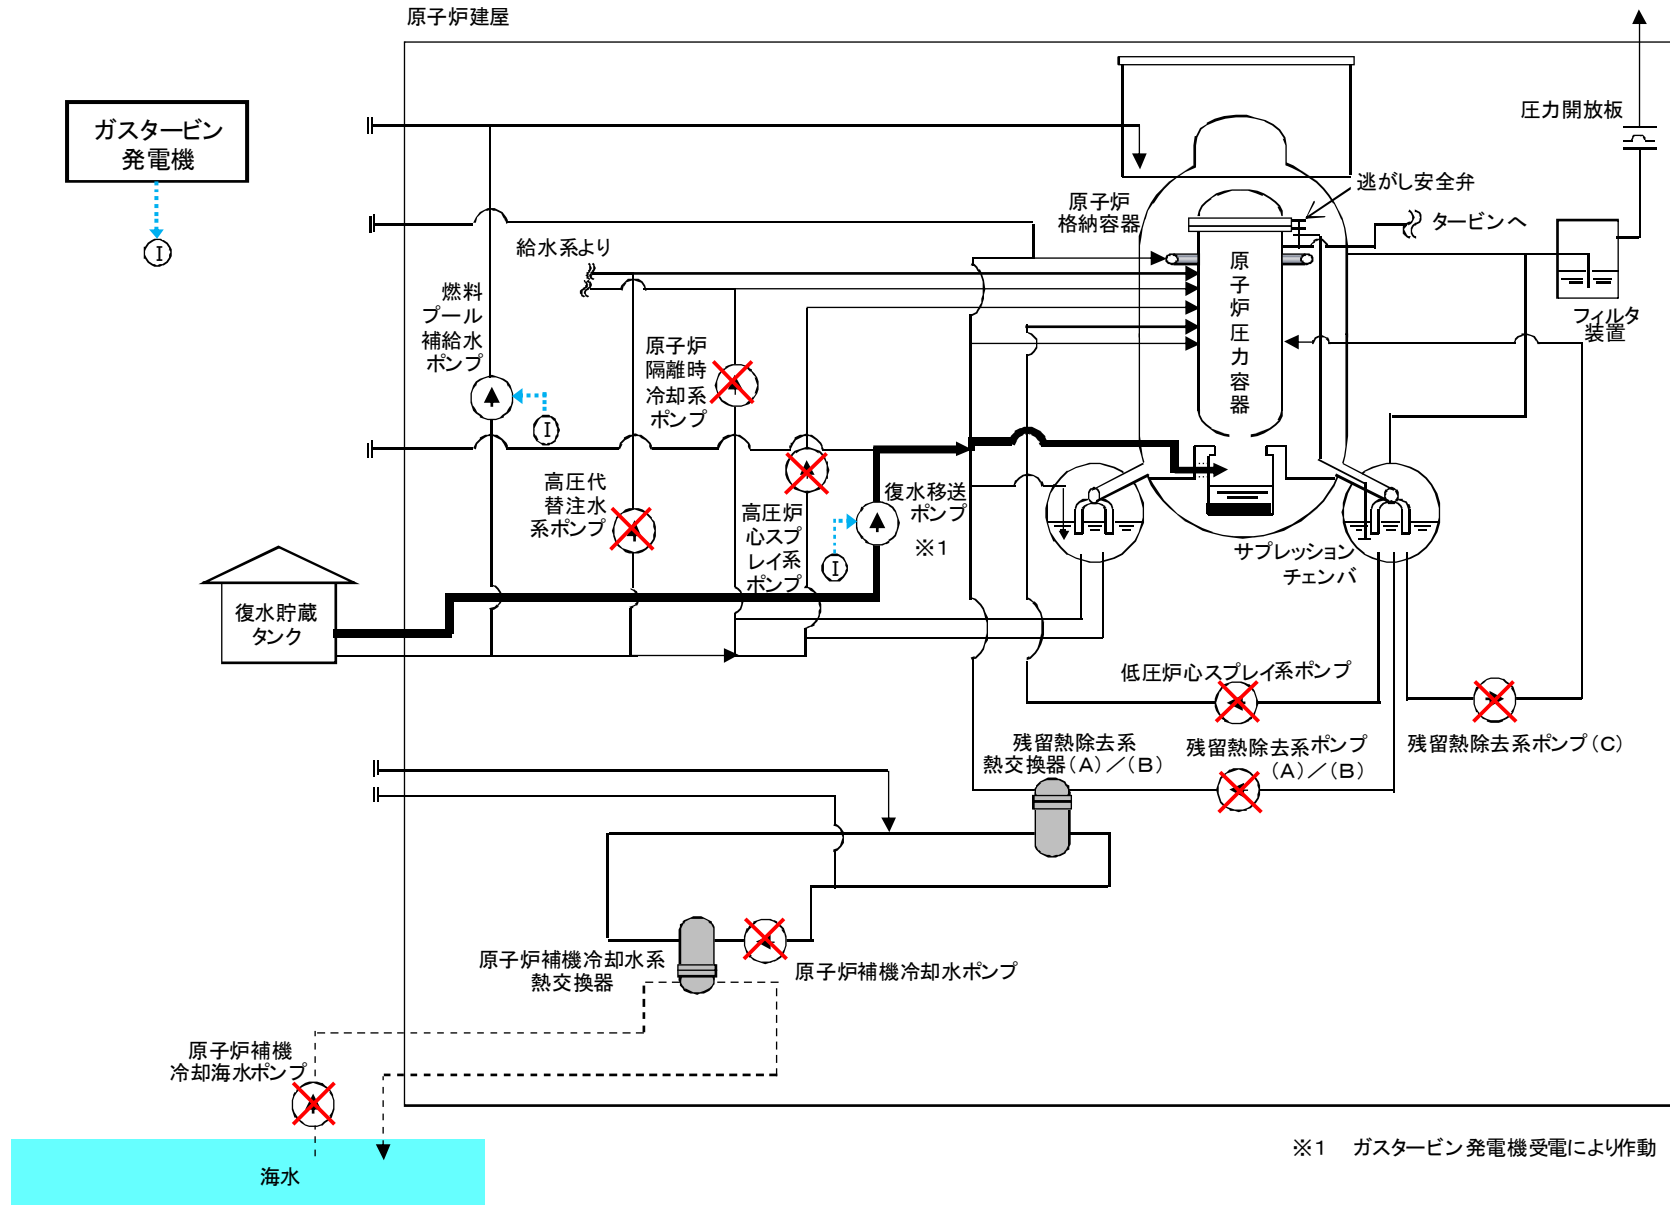 原子炉建屋
ガスタービン
発電機
I
圧力開放板
逃がし安全弁
原子炉
格納容器
タービンへ
給水系より
原子炉圧力容器
フィルタ
装置
燃料
プール
補給水
ポンプ
I
原子炉
隔離時
冷却系
ポンプ
高圧代
替注水
系ポンプ
高圧炉
心スプ
レイ系
ポンプ
復水移送
ポンプ
※1
I
サプレッション
チェンバ
復水貯蔵
タンク
低圧炉心スプレイ系ポンプ
残留熱除去系
熱交換器(A)/(B)
残留熱除去系ポンプ
(A)/(B)
残留熱除去系ポンプ(C)
原子炉補機冷却水系
熱交換器
原子炉補機冷却水ポンプ
原子炉補機
冷却海水ポンプ
海水
※1 ガスタービン発電機受電により作動